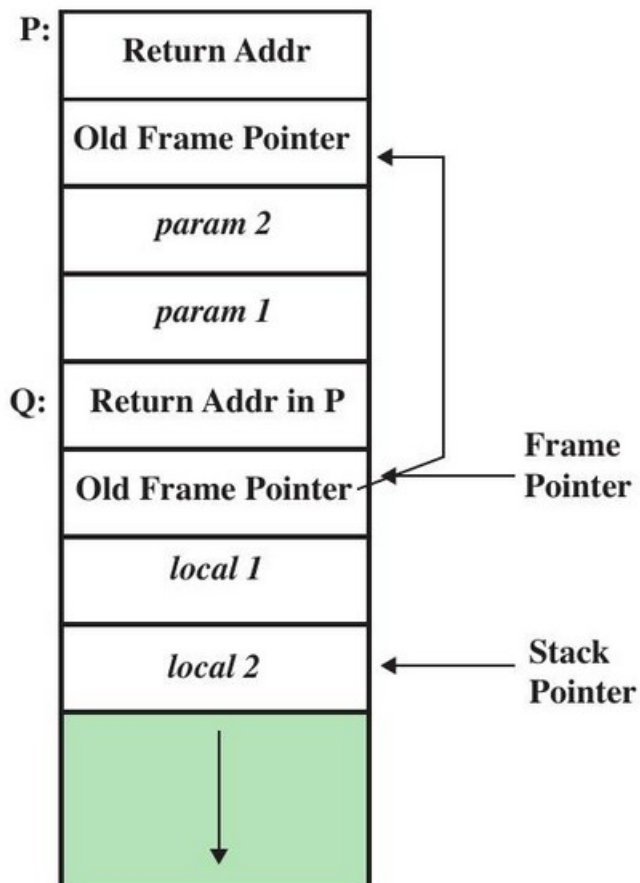 P:
Return Addr
Old Frame Pointer
param 2
param 1
Q:
Return Addr in P
Old Frame Pointer
Frame
Pointer
local 1
local 2
Stack
Pointer